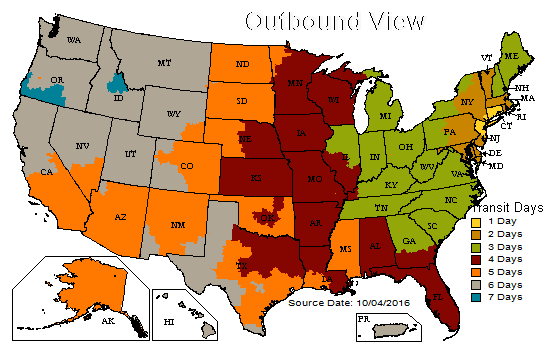 Outbound View
WA
MT
ND
MN
VT
ME
OR
ID
SD
WI
NY
NH
MA
WY
MI
RI
CT
NV
UT
NE
IA
PA
NJ
IL
IN
OH
DE
MD
CA
CO
KS
MO
WV
VA
KY
AZ
NM
OK
AR
TN
NC
SC
TX
LA
MS
AL
GA
FL
Transit Days
1 Day
2 Days
3 Days
4 Days
5 Days
6 Days
7 Days
Source Date: 10/04/2016
AK
HI
PR